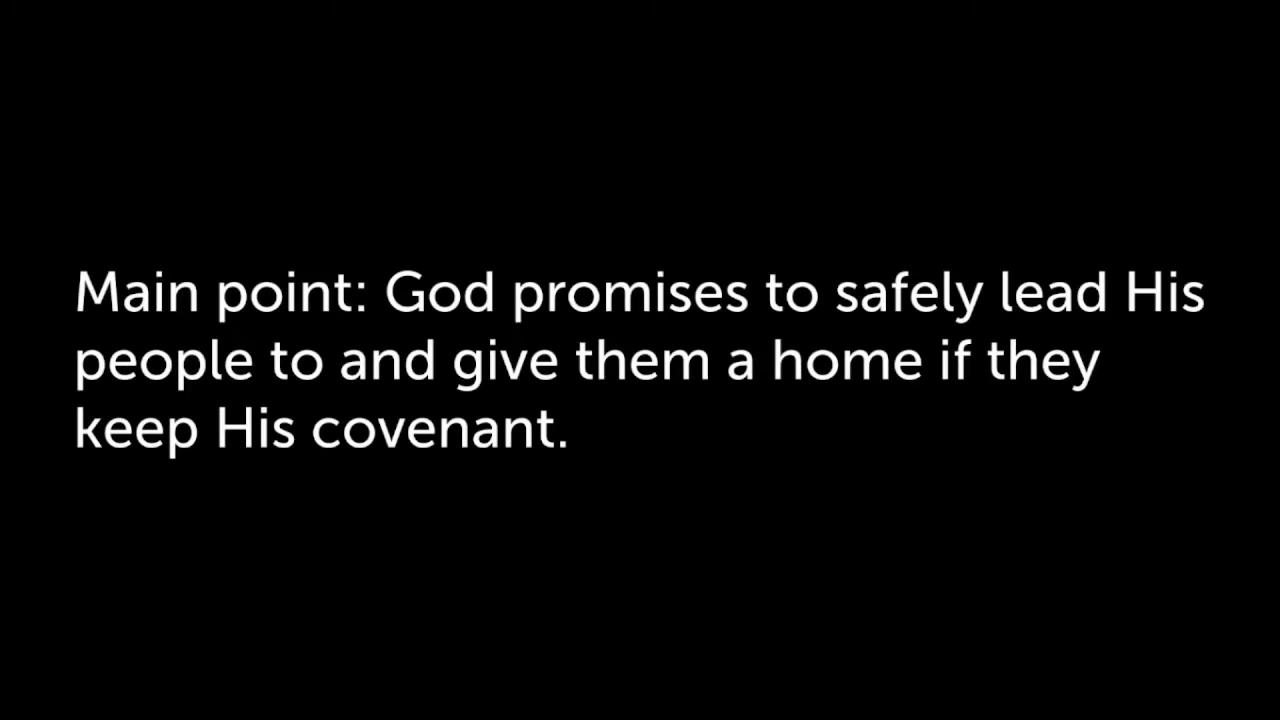 Main point: God promises to safely lead His
people to and give them a home if they
keep His covenant.